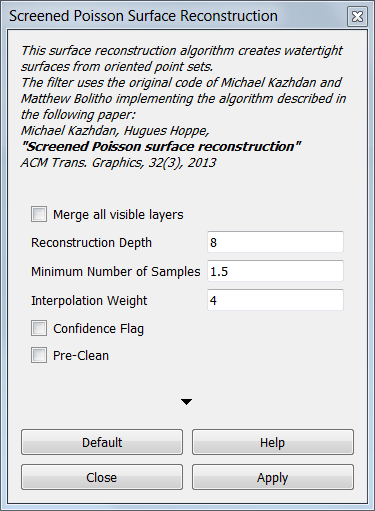 Screened Poisson Surface Reconstruction
This surface reconstruction algorithm creates watertight
surfaces from oriented point sets.
The filter uses the original code of Michael Kazhdan and
Matthew Bolitho implementing the algorithm described in
the following paper:
Michael Kazhdan, Hugues Hoppe,
"Screened Poisson surface reconstruction"
ACM Trans. Graphics, 32(3), 2013
Merge all visible layers
Reconstruction Depth 8
Minimum Number of Samples 1.5
Interpolation Weight 4
Confidence Flag
Pre-Clean
Default Help
Close Apply